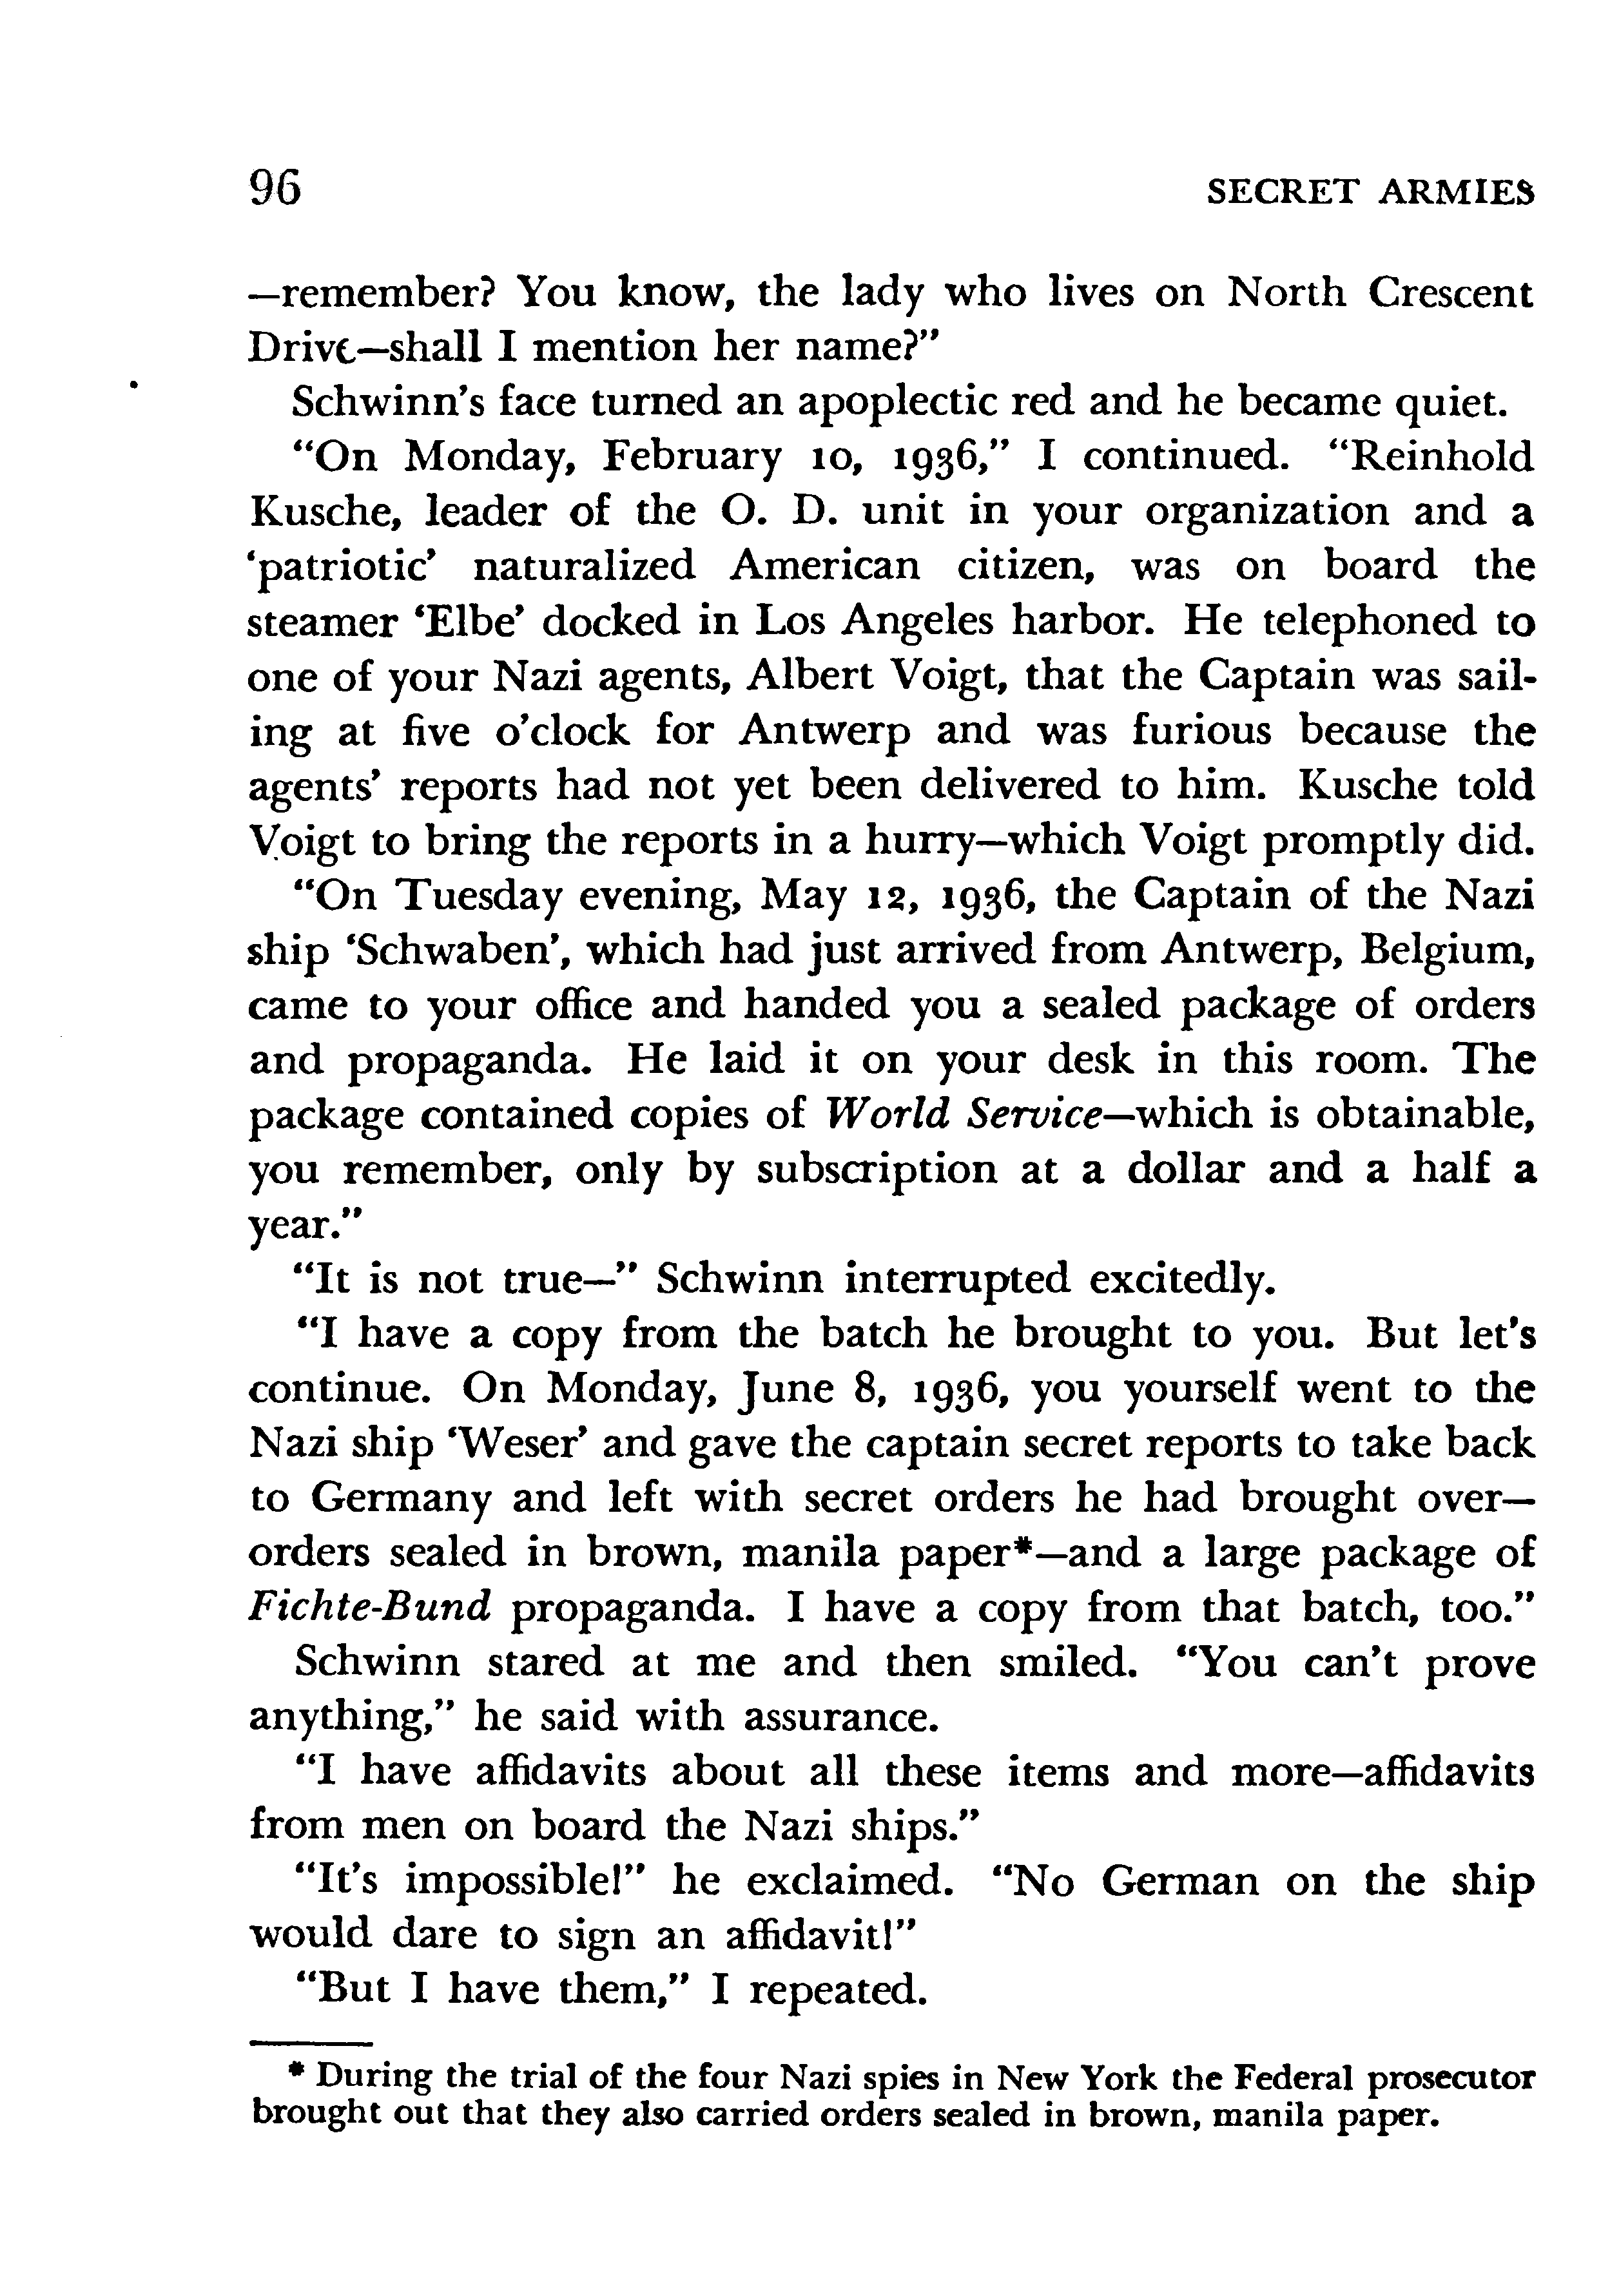 96 SECRET ARMIES
—remember? You know, the lady who lives on North Crescent
Drive—shall I mention her name?”
Schwinn’s face turned an apoplectic red and he became quiet.
“On Monday, February 10, 1936,” I continued. “Reinhold
Kusche, leader of the O. D. unit in your organization and a
‘patriotic’ naturalized American citizen, was on board the
steamer ‘Elbe’ docked in Los Angeles harbor. He telephoned to
one of your Nazi agents, Albert Voigt, that the Captain was sail-
ing at five o’clock for Antwerp and was furious because the
agents’ reports had not yet been delivered to him. Kusche told
Voigt to bring the reports in a hurry—which Voigt promptly did.
“On Tuesday evening, May 12, 1936, the Captain of the Nazi
ship ‘Schwaben’, which had just arrived from Antwerp, Belgium,
came to your office and handed you a sealed package of orders
and propaganda. He laid it on your desk in this room. The
package contained copies of World Service—which is obtainable,
you remember, only by subscription at a dollar and a half a
year.”
“It is not true—” Schwinn interrupted excitedly.
“I have a copy from the batch he brought to you. But let’s
continue. On Monday, June 8, 1936, you yourself went to the
Nazi ship ‘Weser’ and gave the captain secret reports to take back
to Germany and left with secret orders he had brought over—
orders sealed in brown, manila paper*—and a large package of
Fichte-Bund propaganda. I have a copy from that batch, too.”
Schwinn stared at me and then smiled. “You can’t prove
anything,” he said with assurance.
“I have affidavits about all these items and more—affidavits
from men on board the Nazi ships.”
“It’s impossible!” he exclaimed. “No German on the ship
would dare to sign an affidavit!”
“But I have them,” I repeated.
* During the trial of the four Nazi spies in New York the Federal prosecutor
brought out that they also carried orders sealed in brown, manila paper.